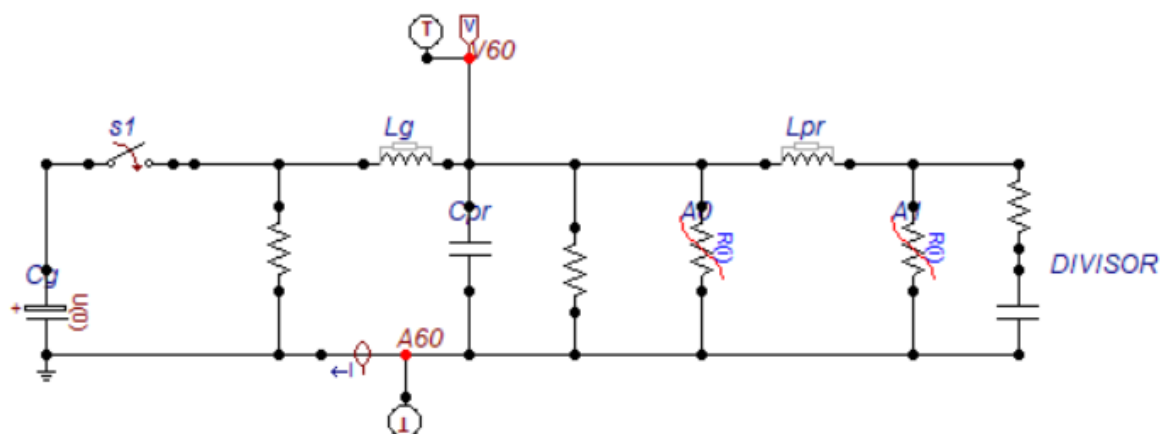 T
V
V60
s1
Lg
Lpr
Cpr
A0
R(i)
A1
R(i)
Cg
+
U(0)
DIVISOR
A60
←I
T